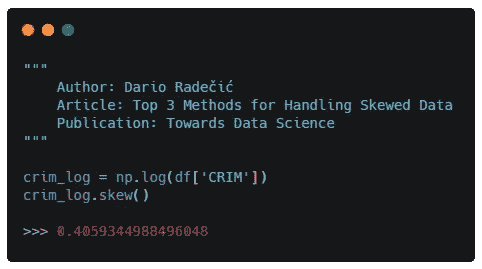 """
    Author: Dario Radečić
    Article: Top 3 Methods for Handling Skewed Data
    Publication: Towards Data Science
"""
crim_log = np.log(df['CRIM'])
crim_log.skew()
>>> 0.4059344988496048